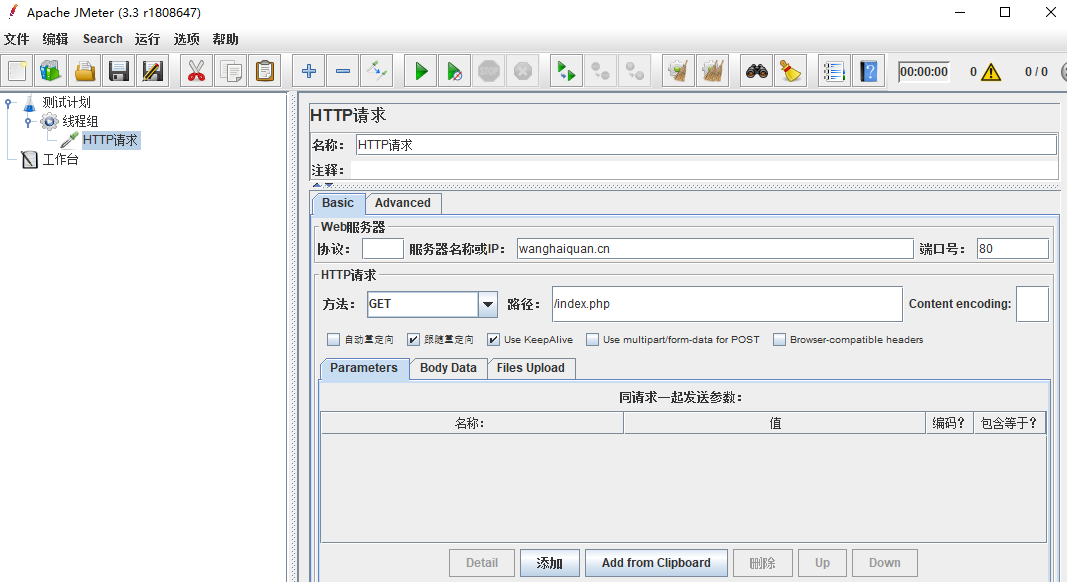 Apache JMeter (3.3 r1808647)
文件 编辑 Search 运行 选项 帮助
00:00:00 0 0 / 0
测试计划
线程组
HTTP请求
工作台
HTTP请求
名称: HTTP请求
注释:
Basic Advanced
Web服务器
协议: 服务器名称或IP: wanghaiquan.cn 端口号: 80
HTTP请求
方法: GET 路径: /index.php Content encoding:
自动重定向 跟随重定向 Use KeepAlive Use multipart/form-data for POST Browser-compatible headers
Parameters Body Data Files Upload
同请求一起发送参数:
名称: 值 编码? 包含等于?
Detail 添加 Add from Clipboard 删除 Up Down